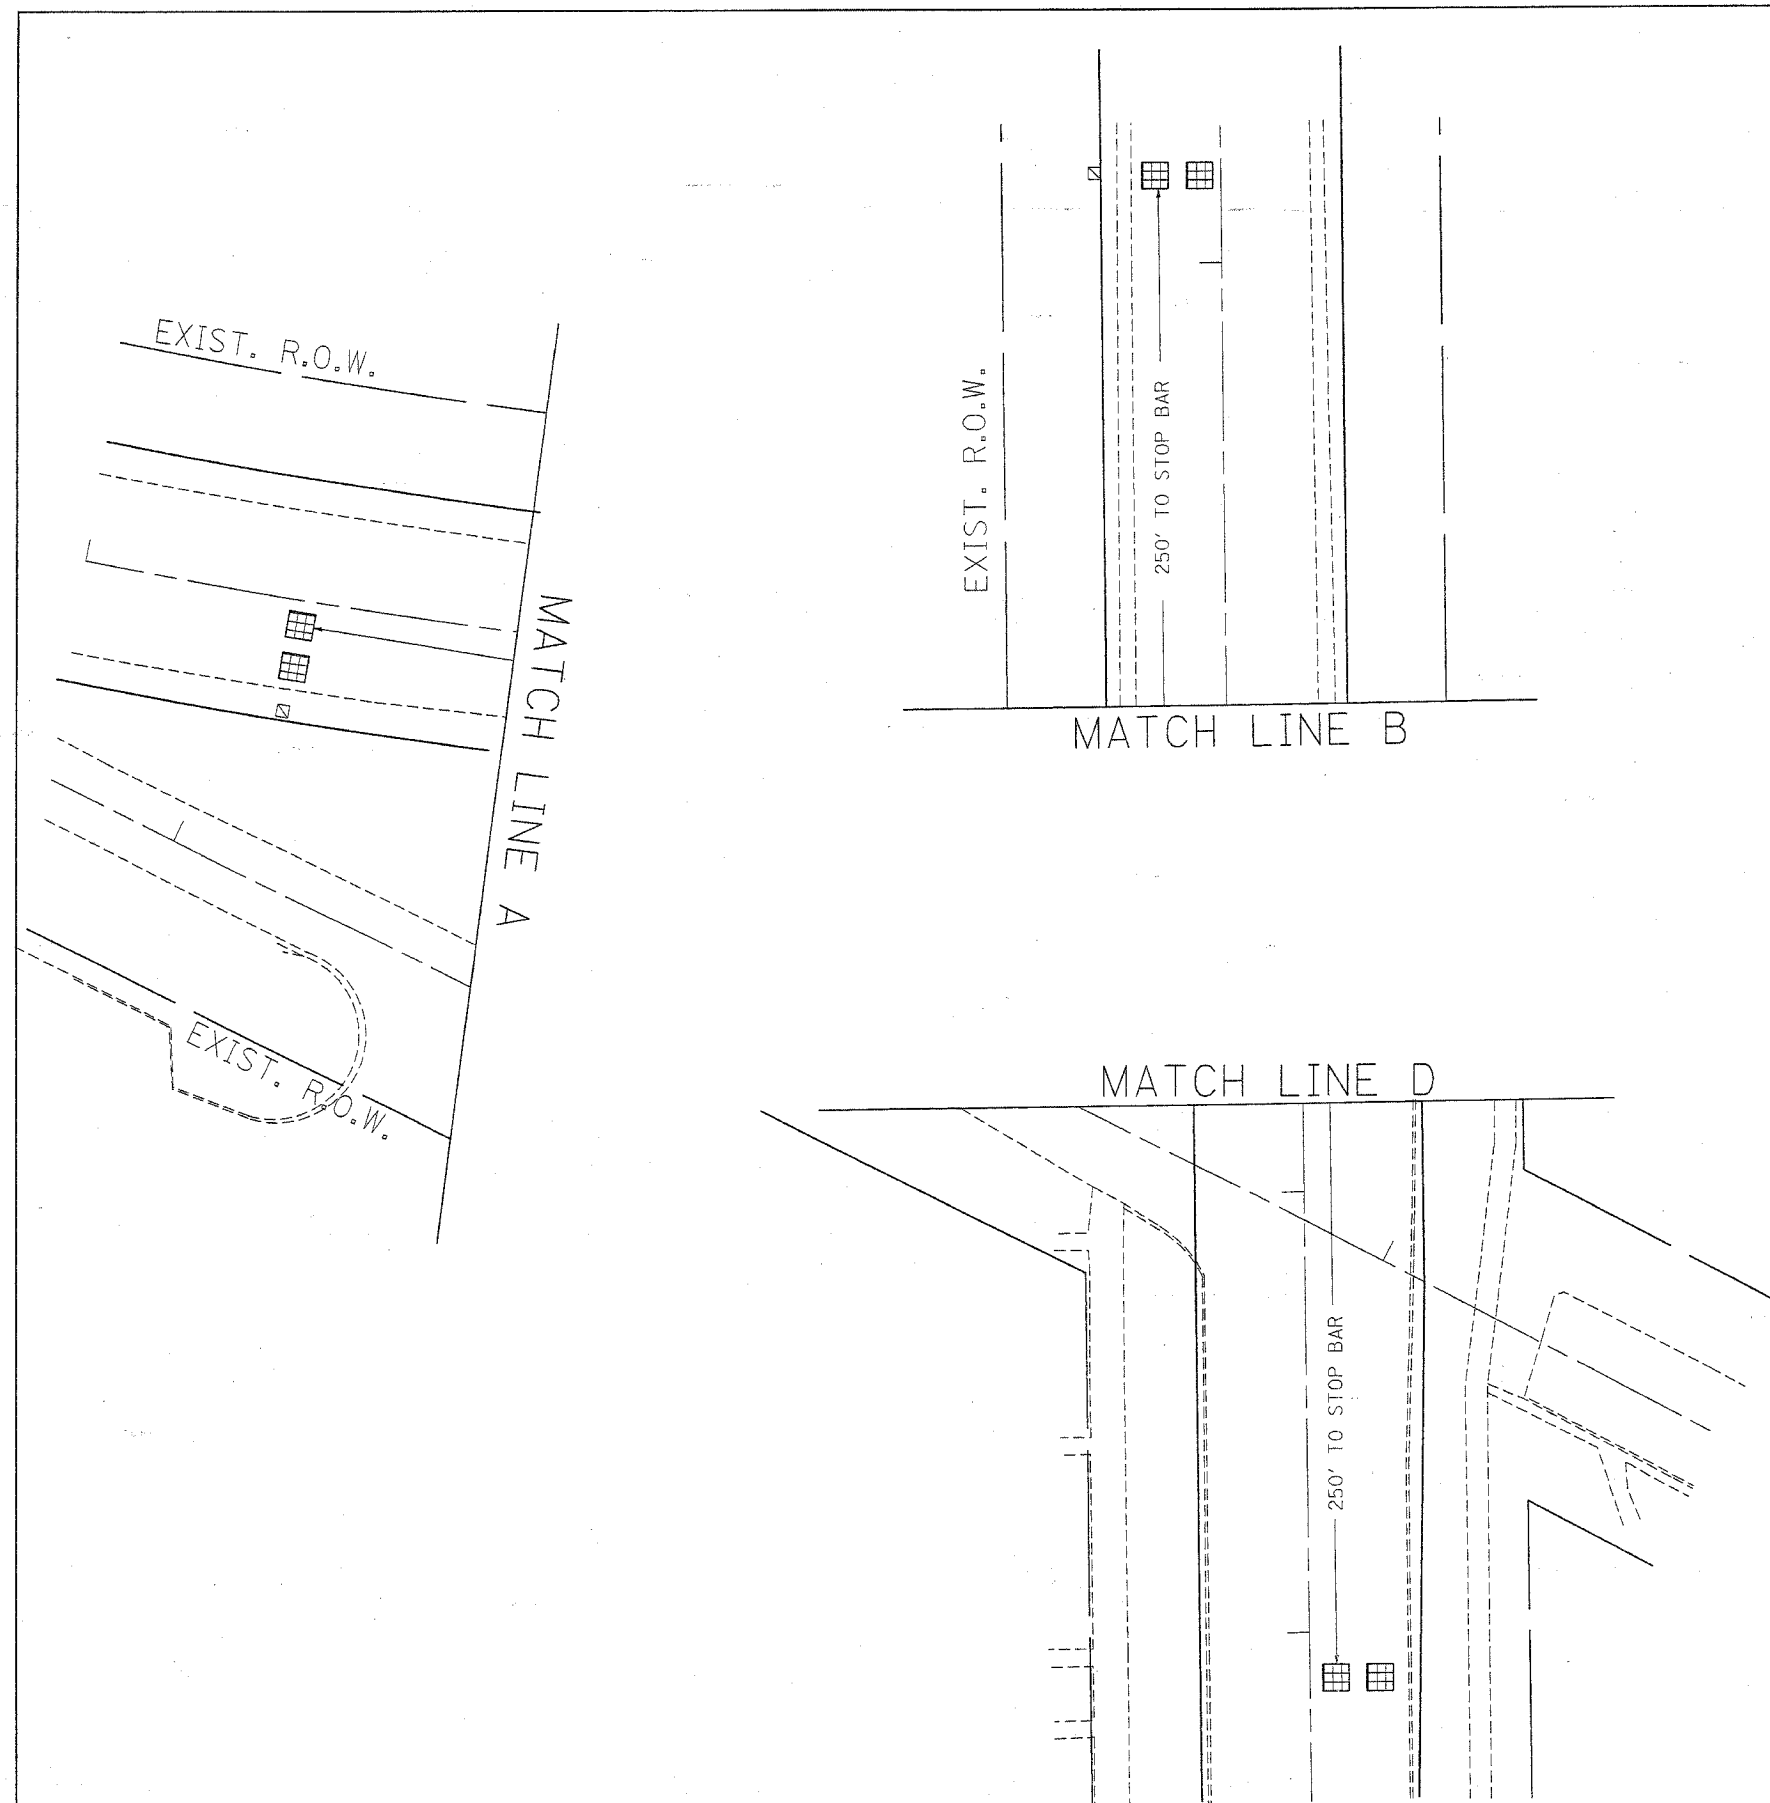 EXIST. R.O.W.
MATCH LINE A
EXIST. R.O.W.
EXIST. R.O.W.
250' TO STOP BAR
MATCH LINE B
MATCH LINE D
250' TO STOP BAR